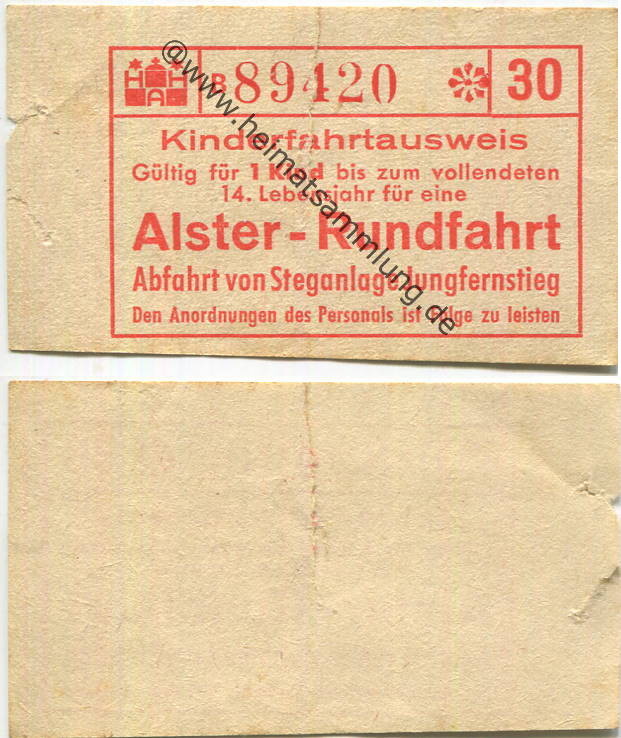 HHA B 89420 30
Kinderfahrtausweis
Gültig für 1 Kind bis zum vollendeten
14. Lebensjahr für eine
Alster - Rundfahrt
Abfahrt von Steganlage Jungfernstieg
Den Anordnungen des Personals ist Folge zu leisten
@www.heimatsammlung.de